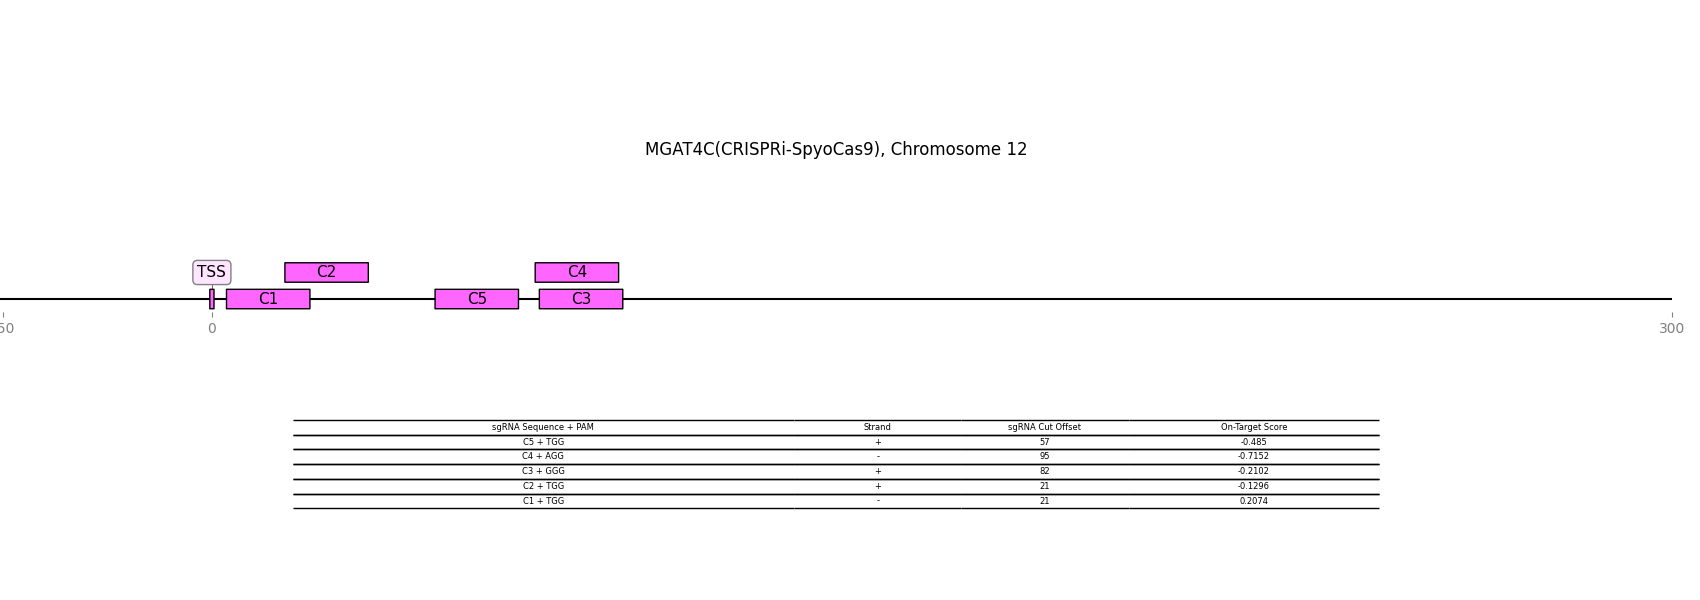 MGAT4C(CRISPRi-SpyoCas9), Chromosome 12
TSS C2 C4
C1 C5 C3
50 0 300
sgRNA Sequence + PAM Strand sgRNA Cut Offset On-Target Score
C5 + TGG + 57 -0.485
C4 + AGG - 95 -0.7152
C3 + GGG + 82 -0.2102
C2 + TGG + 21 -0.1296
C1 + TGG - 21 0.2074